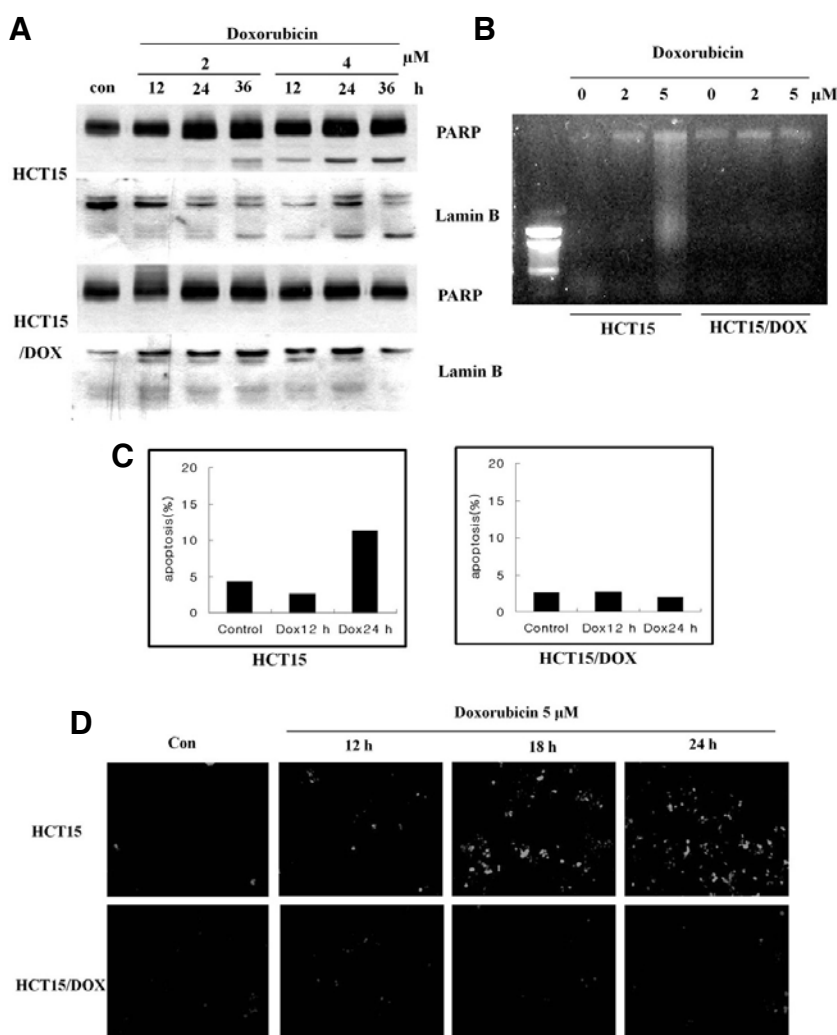 A
Doxorubicin
2 4 μM
con 12 24 36 12 24 36 h
HCT15
PARP
Lamin B
HCT15
/DOX
PARP
Lamin B
B
Doxorubicin
0 2 5 0 2 5 μM
HCT15 HCT15/DOX
C
20
15
10
5
0
apoptosis(%)
Control Dox12 h Dox24 h
HCT15
20
15
10
5
0
apoptosis(%)
Control Dox12 h Dox24 h
HCT15/DOX
D
Doxorubicin 5 μM
Con 12 h 18 h 24 h
HCT15
HCT15/DOX